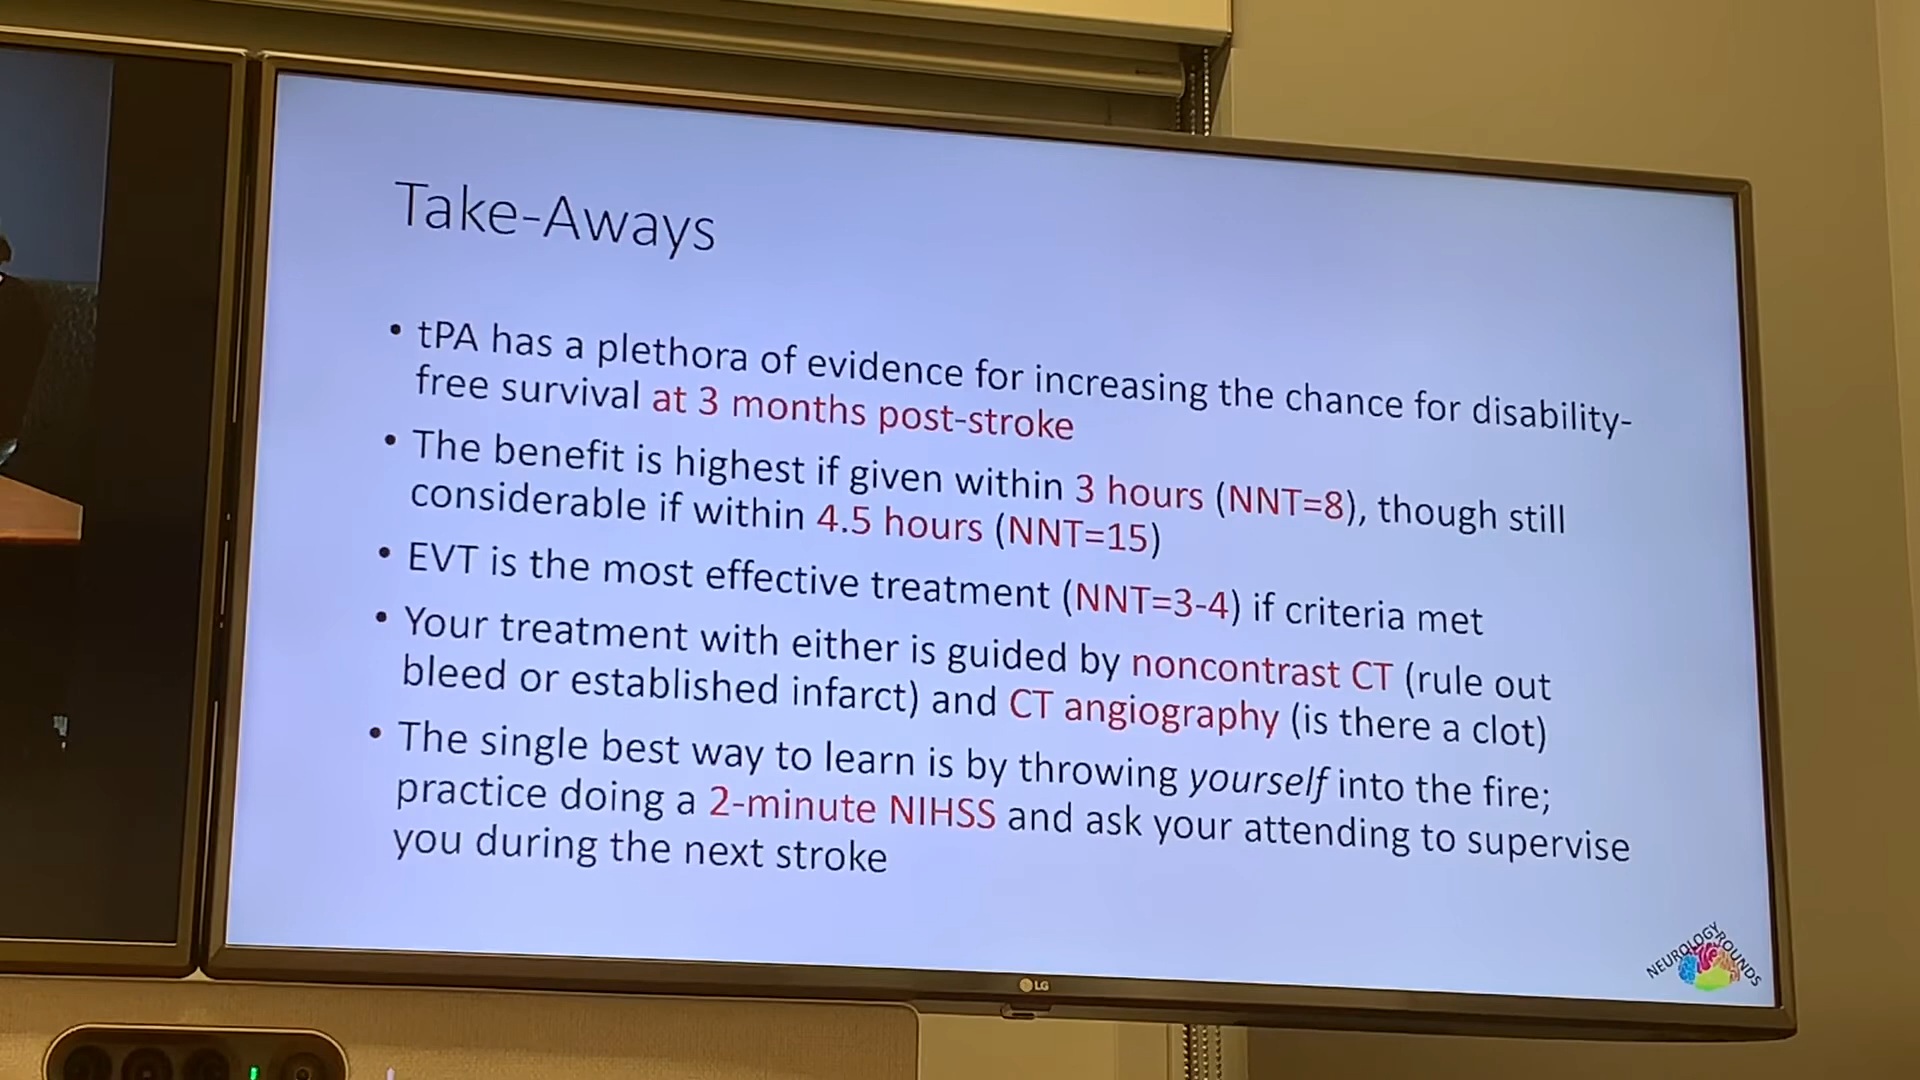 Take-Aways
• tPA has a plethora of evidence for increasing the chance for disability-
free survival at 3 months post-stroke
• The benefit is highest if given within 3 hours (NNT=8), though still
considerable if within 4.5 hours (NNT=15)
• EVT is the most effective treatment (NNT=3-4) if criteria met
• Your treatment with either is guided by noncontrast CT (rule out
bleed or established infarct) and CT angiography (is there a clot)
• The single best way to learn is by throwing yourself into the fire;
practice doing a 2-minute NIHSS and ask your attending to supervise
you during the next stroke
NEUROLOGY ROUNDS
LG